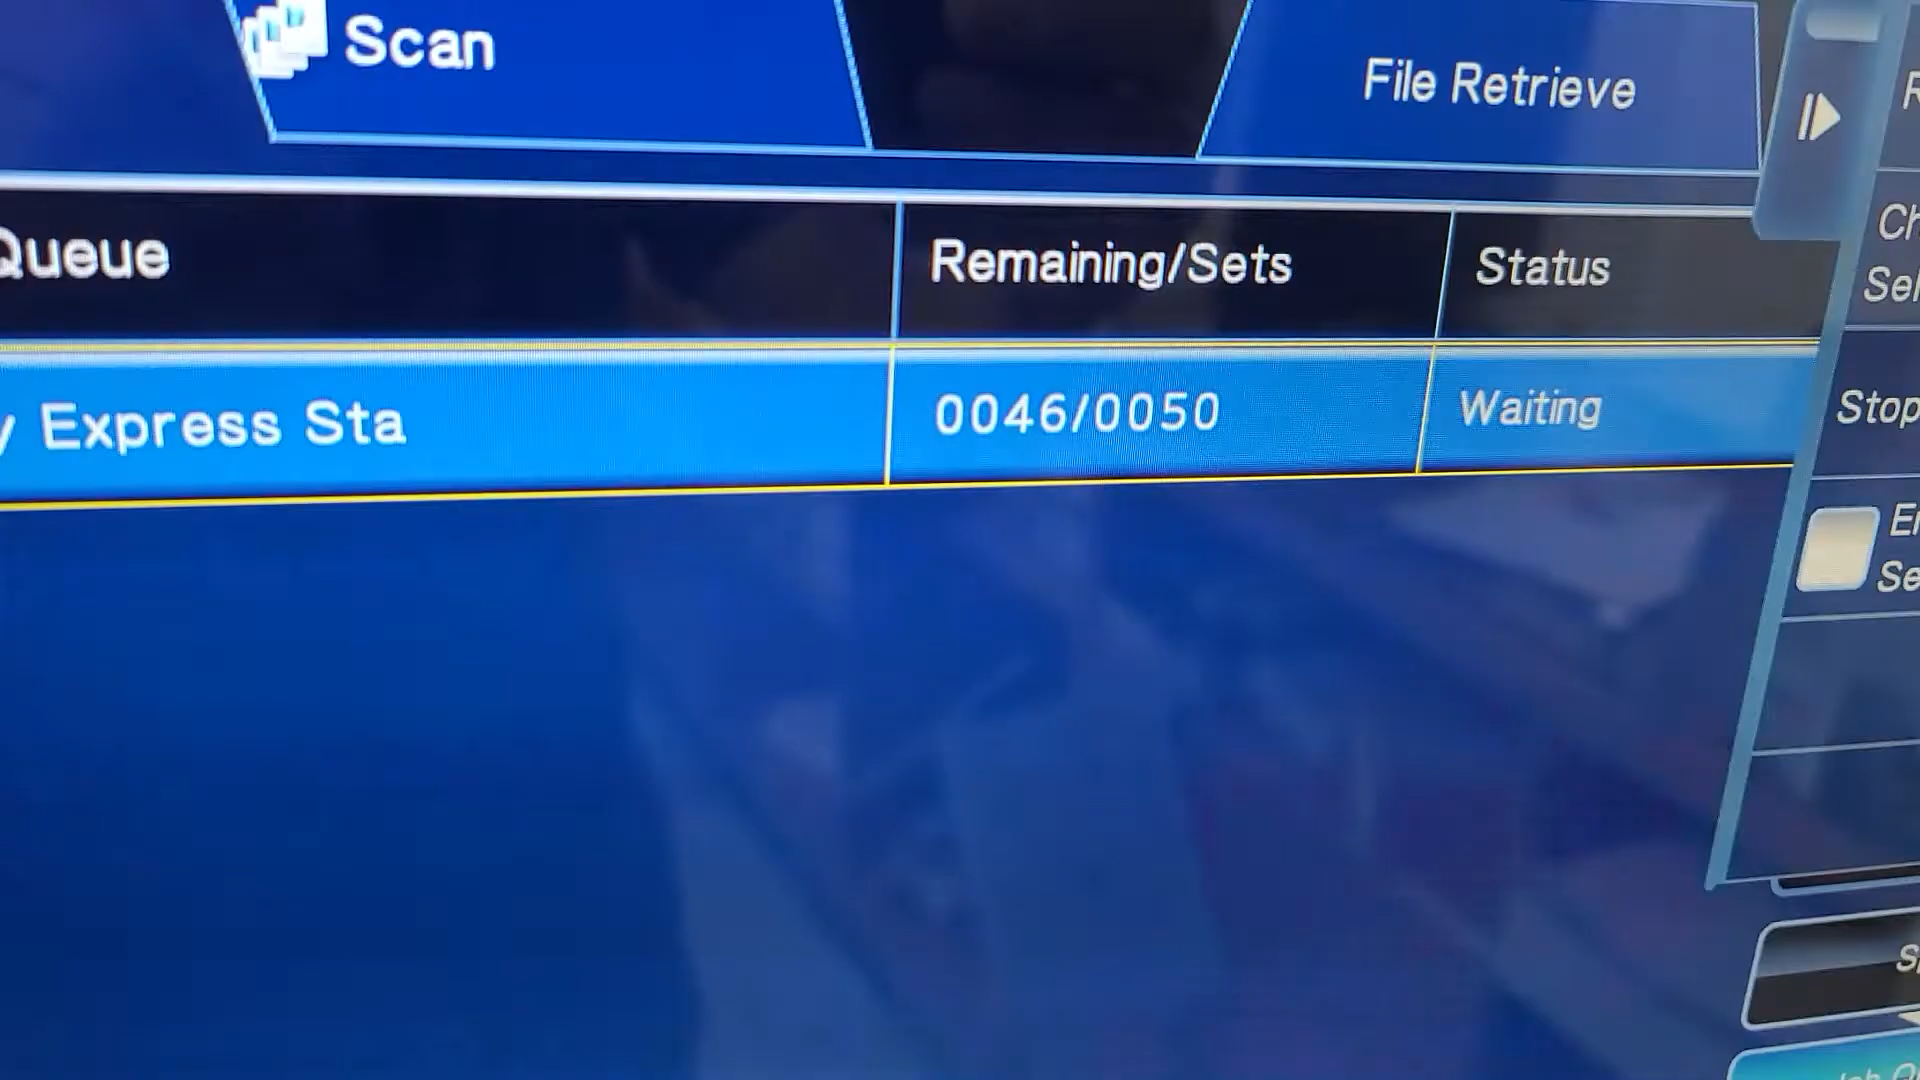 Scan
File Retrieve
Queue
Remaining/Sets
Status
Express Sta
0046/0050
Waiting
Stop